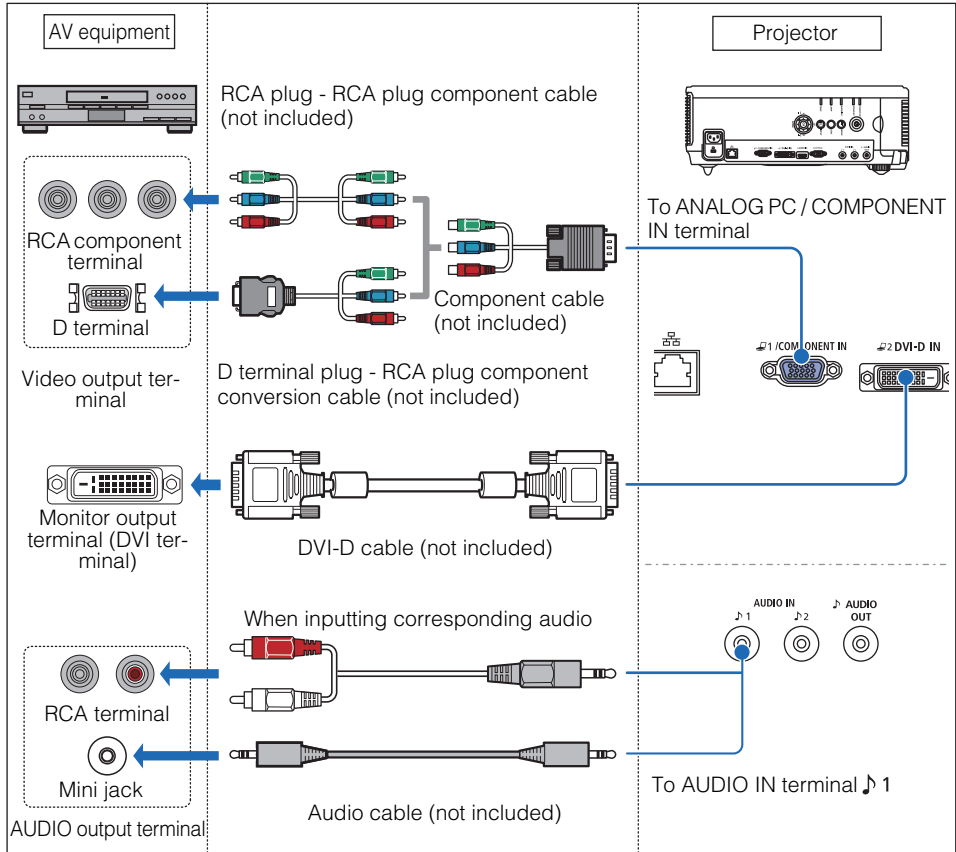 AV equipment
Projector
RCA plug - RCA plug component cable
(not included)
To ANALOG PC / COMPONENT
IN terminal
RCA component
terminal
D terminal
Component cable
(not included)
1 /COMPONENT IN
2 DVI-D IN
Video output ter-
minal
D terminal plug - RCA plug component
conversion cable (not included)
Monitor output
terminal (DVI ter-
minal)
DVI-D cable (not included)
When inputting corresponding audio
AUDIO IN
♪ 1
♪ 2
♪ AUDIO
OUT
RCA terminal
Mini jack
AUDIO output terminal
Audio cable (not included)
To AUDIO IN terminal ♪ 1